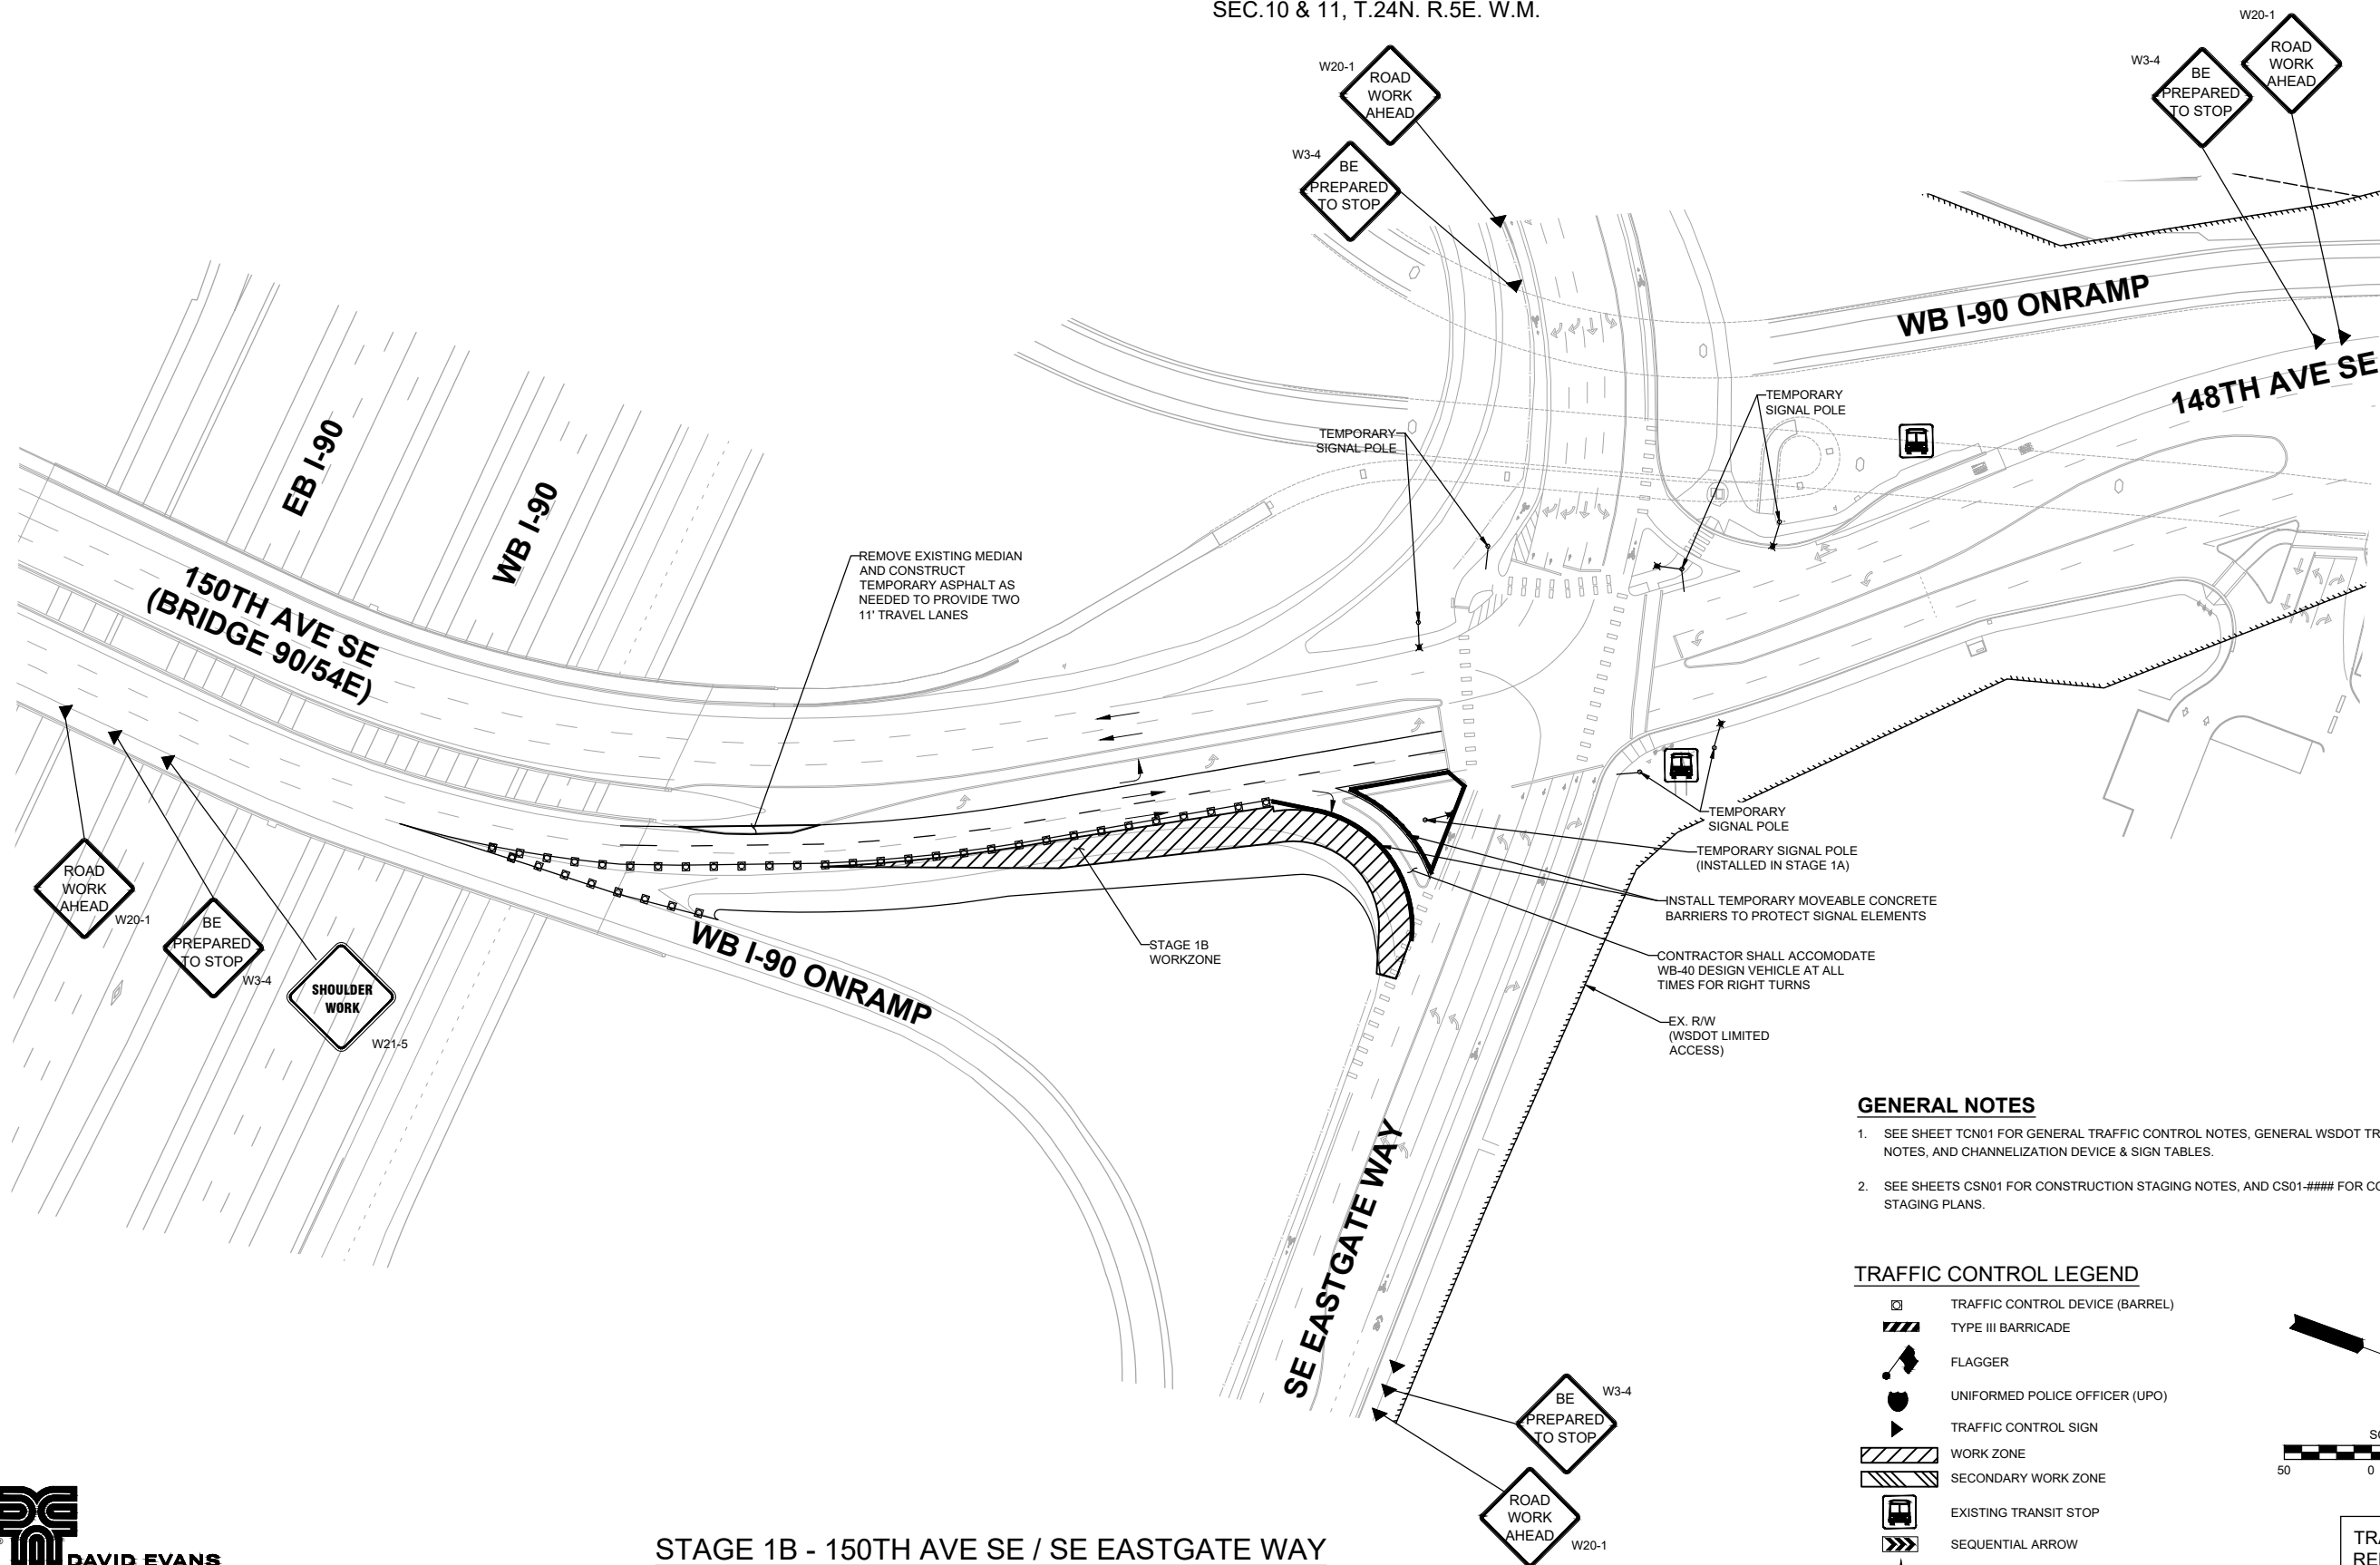 SEC.10 & 11, T.24N. R.5E. W.M.
W20-1
ROAD
WORK
AHEAD
W3-4
BE
PREPARED
TO STOP
W3-4
BE
PREPARED
TO STOP
W20-1
ROAD
WORK
AHEAD
WB I-90 ONRAMP
148TH AVE SE
TEMPORARY
SIGNAL POLE
TEMPORARY
SIGNAL POLE
EB I-90
WB I-90
150TH AVE SE
(BRIDGE 90/54E)
REMOVE EXISTING MEDIAN
AND CONSTRUCT
TEMPORARY ASPHALT AS
NEEDED TO PROVIDE TWO
11' TRAVEL LANES
TEMPORARY
SIGNAL POLE
TEMPORARY SIGNAL POLE
(INSTALLED IN STAGE 1A)
INSTALL TEMPORARY MOVEABLE CONCRETE
BARRIERS TO PROTECT SIGNAL ELEMENTS
CONTRACTOR SHALL ACCOMODATE
WB-40 DESIGN VEHICLE AT ALL
TIMES FOR RIGHT TURNS
EX. R/W
(WSDOT LIMITED
ACCESS)
STAGE 1B
WORKZONE
WB I-90 ONRAMP
ROAD
WORK
AHEAD
W20-1
BE
PREPARED
TO STOP
W3-4
SHOULDER
WORK
W21-5
SE EASTGATE WAY
BE
PREPARED
TO STOP
W3-4
ROAD
WORK
AHEAD
W20-1
GENERAL NOTES
1. SEE SHEET TCN01 FOR GENERAL TRAFFIC CONTROL NOTES, GENERAL WSDOT TR
NOTES, AND CHANNELIZATION DEVICE & SIGN TABLES.
2. SEE SHEETS CSN01 FOR CONSTRUCTION STAGING NOTES, AND CS01-#### FOR CO
STAGING PLANS.
TRAFFIC CONTROL LEGEND
TRAFFIC CONTROL DEVICE (BARREL)
TYPE III BARRICADE
FLAGGER
UNIFORMED POLICE OFFICER (UPO)
TRAFFIC CONTROL SIGN
WORK ZONE
SECONDARY WORK ZONE
EXISTING TRANSIT STOP
SEQUENTIAL ARROW
50 0
STAGE 1B - 150TH AVE SE / SE EASTGATE WAY
DAVID EVANS